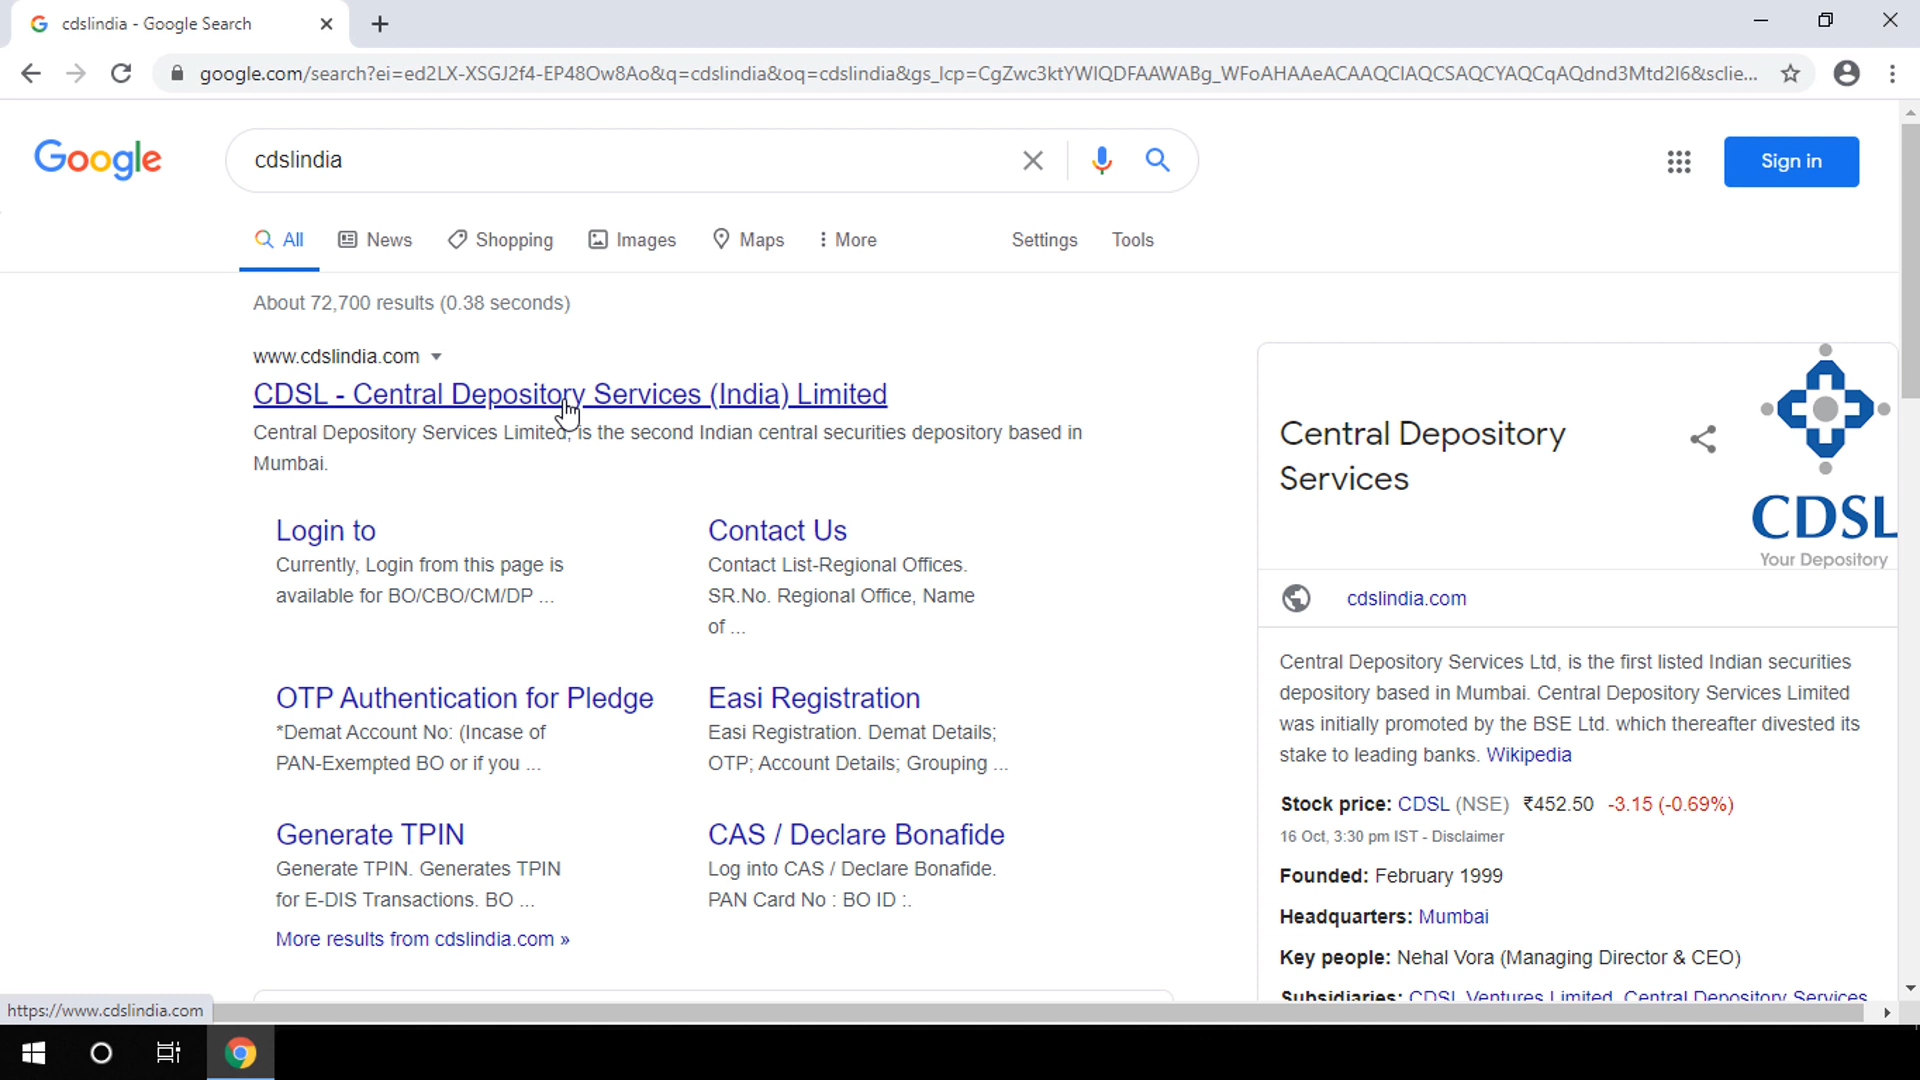 cdslindia - Google Search
google.com/search?ei=ed2LX-XSGJ2f4-EP48Ow8Ao&q=cdslindia&oq=cdslindia&gs_lcp=CgZwc3ktYWIQDFAAWABg_WFoAHAAeACAAQCIAQCSAQCYAQCqAQdnd3Mtd2l6&sclie...
Google
cdslindia
Sign in
All
News
Shopping
Images
Maps
More
Settings
Tools
About 72,700 results (0.38 seconds)
www.cdslindia.com
CDSL - Central Depository Services (India) Limited
Central Depository Services Limited, is the second Indian central securities depository based in
Mumbai.
Login to
Currently, Login from this page is
available for BO/CBO/CM/DP ...
Contact Us
Contact List-Regional Offices.
SR.No. Regional Office, Name
of ...
OTP Authentication for Pledge
*Demat Account No: (Incase of
PAN-Exempted BO or if you ...
Easi Registration
Easi Registration. Demat Details;
OTP; Account Details; Grouping ...
Generate TPIN
Generate TPIN. Generates TPIN
for E-DIS Transactions. BO ...
CAS / Declare Bonafide
Log into CAS / Declare Bonafide.
PAN Card No : BO ID :.
More results from cdslindia.com »
Central Depository
Services
CDSL
Your Depository
cdslindia.com
Central Depository Services Ltd, is the first listed Indian securities
depository based in Mumbai. Central Depository Services Limited
was initially promoted by the BSE Ltd. which thereafter divested its
stake to leading banks. Wikipedia
Stock price: CDSL (NSE) ₹452.50 -3.15 (-0.69%)
16 Oct, 3:30 pm IST - Disclaimer
Founded: February 1999
Headquarters: Mumbai
Key people: Nehal Vora (Managing Director & CEO)
Subsidiaries: CDSL Ventures Limited, Central Depository Services
https://www.cdslindia.com